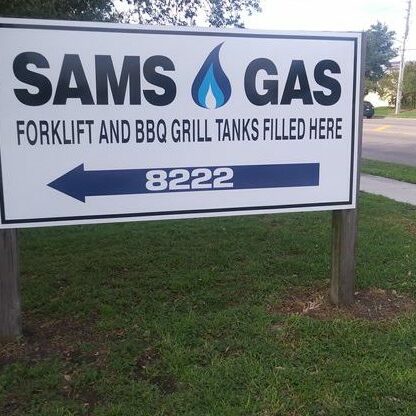 SAMS GAS
FORKLIFT AND BBQ GRILL TANKS FILLED HERE
8222